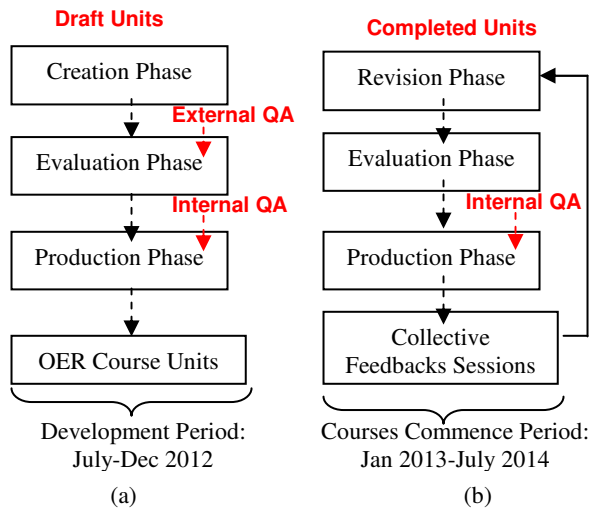 Draft Units
Creation Phase
External QA
Evaluation Phase
Internal QA
Production Phase
OER Course Units
Development Period:
July-Dec 2012
(a)
Completed Units
Revision Phase
Evaluation Phase
Internal QA
Production Phase
Collective
Feedbacks Sessions
Courses Commence Period:
Jan 2013-July 2014
(b)